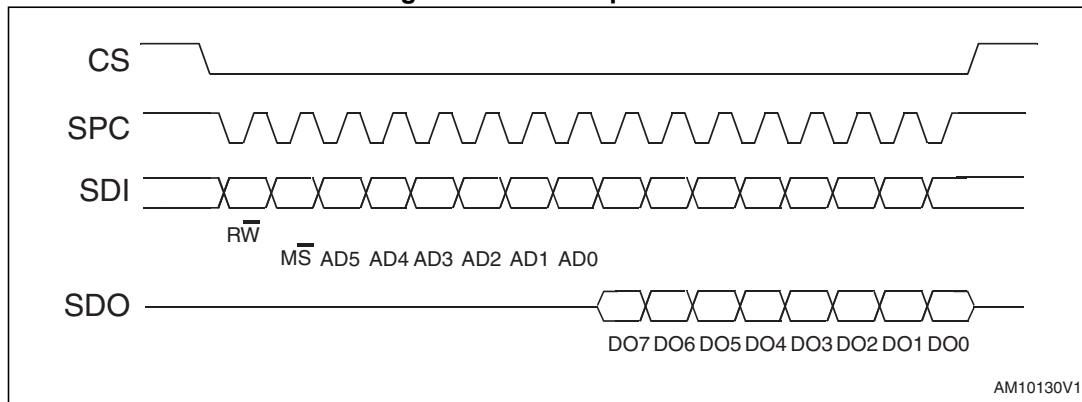 CS
SPC
SDI
RW̅
MS̅ AD5 AD4 AD3 AD2 AD1 AD0
SDO
DO7 DO6 DO5 DO4 DO3 DO2 DO1 DO0
AM10130V1